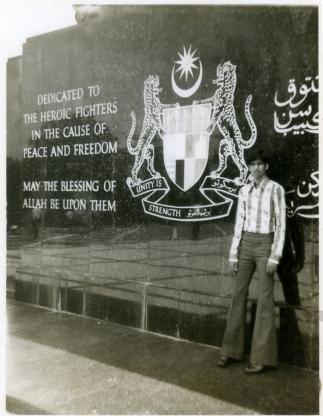 DEDICATED TO
THE HEROIC FIGHTERS
IN THE CAUSE OF
PEACE AND FREEDOM
MAY THE BLESSING OF
ALLAH BE UPON THEM
UNITY IS
STRENGTH
نتوق